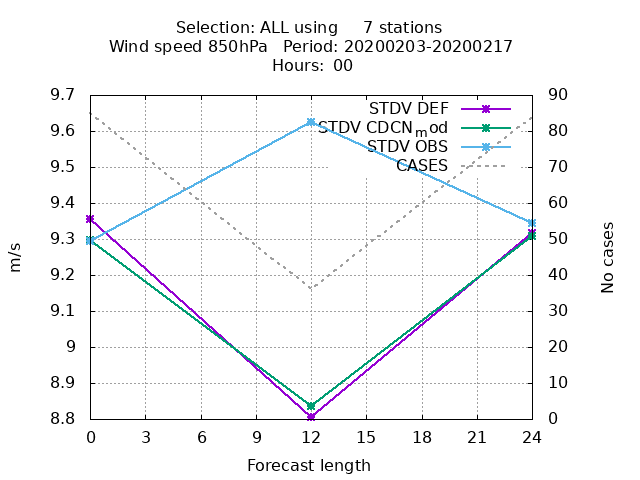 Selection: ALL using     7 stations
Wind speed 850hPa   Period: 20200203-20200217
Hours:  00
9.7
9.6
9.5
9.4
9.3
9.2
9.1
9
8.9
8.8
m/s
STDV DEF
STDV CDCNmod
STDV OBS
CASES
90
80
70
60
50
40
30
20
10
0
No cases
0 3 6 9 12 15 18 21 24
Forecast length